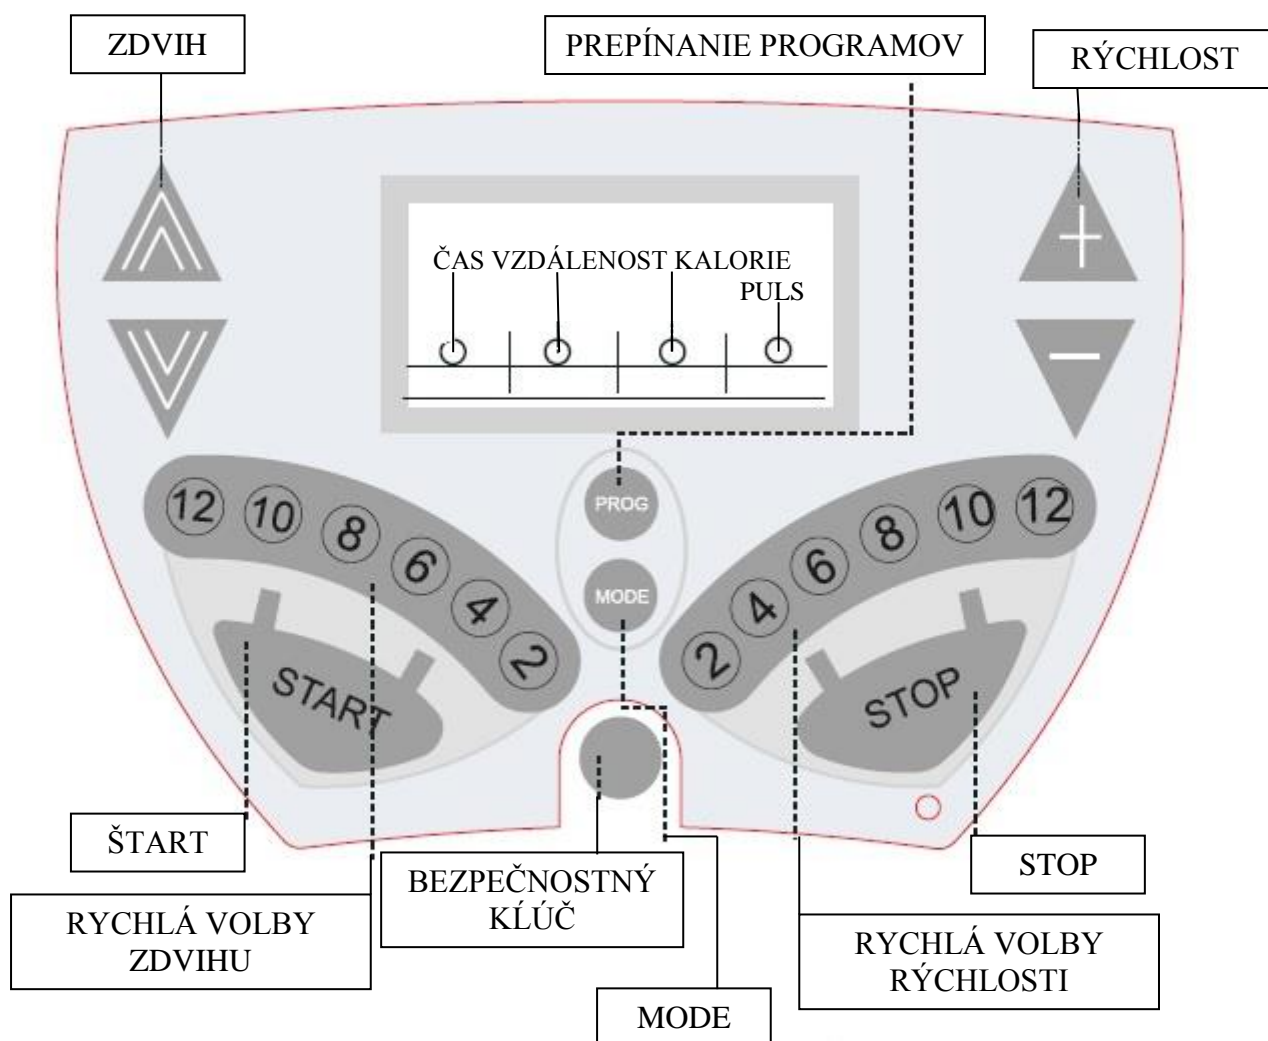 ZDVIH
PREPÍNANIE PROGRAMOV
RÝCHLOST
ČAS VZDÁLENOST KALORIE
PULS
12 10 8 6 4 2
PROG
MODE
2 4 6 8 10 12
START
STOP
ŠTART
BEZPEČNOSTNÝ
KĹÚČ
STOP
RYCHLÁ VOLBY
ZDVIHU
RYCHLÁ VOLBY
RÝCHLOSTI
MODE